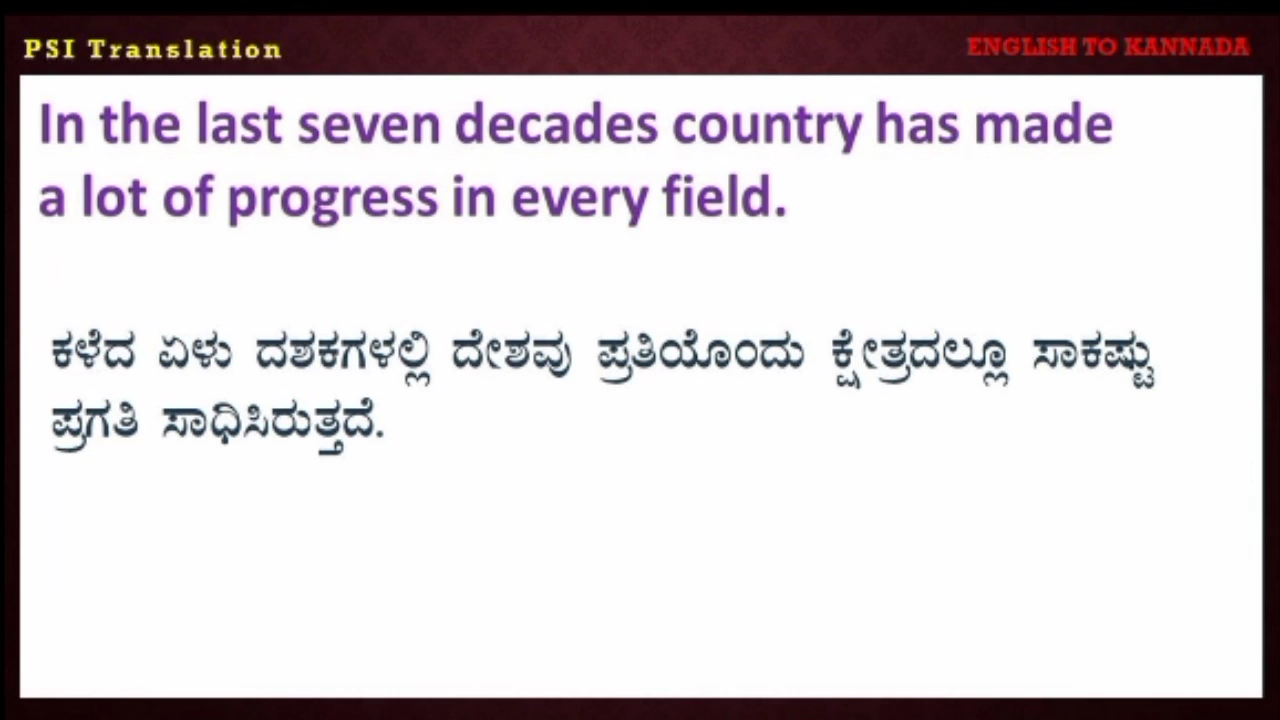 PSI Translation
ENGLISH TO KANNADA
In the last seven decades country has made
a lot of progress in every field.
ಕಳೆದ ಏಳು ದಶಕಗಳಲ್ಲಿ ದೇಶವು ಪ್ರತಿಯೊಂದು ಕ್ಷೇತ್ರದಲ್ಲೂ ಸಾಕಷ್ಟು
ಪ್ರಗತಿ ಸಾಧಿಸಿರುತ್ತದೆ.